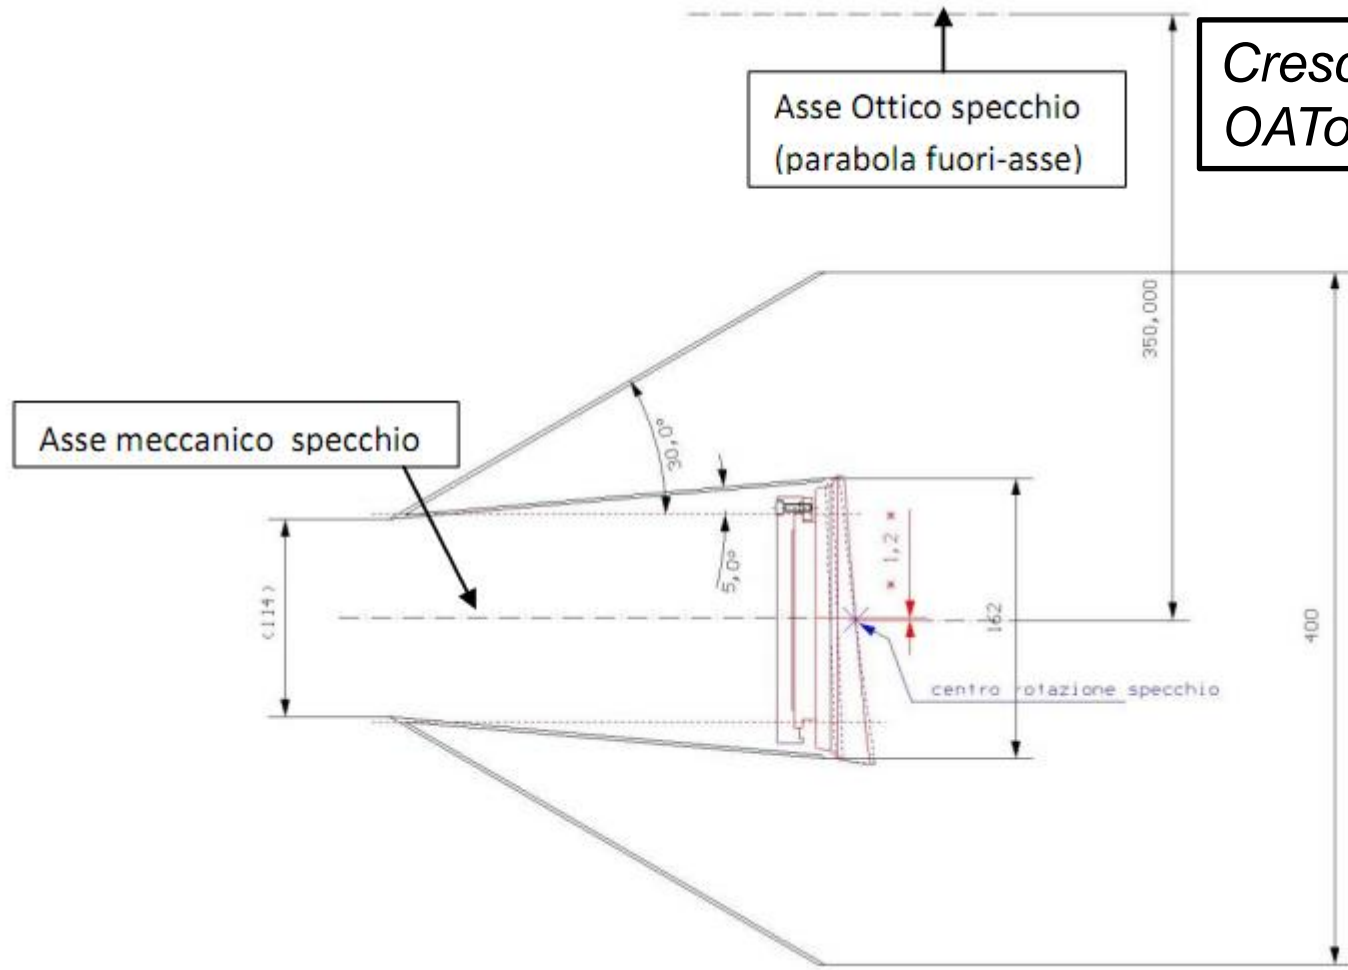 Asse Ottico specchio
(parabola fuori-asse)
OATo
350,000
Asse meccanico specchio
30,0°
5,0°
* 1,2 *
(114)
162
400
centro rotazione specchio